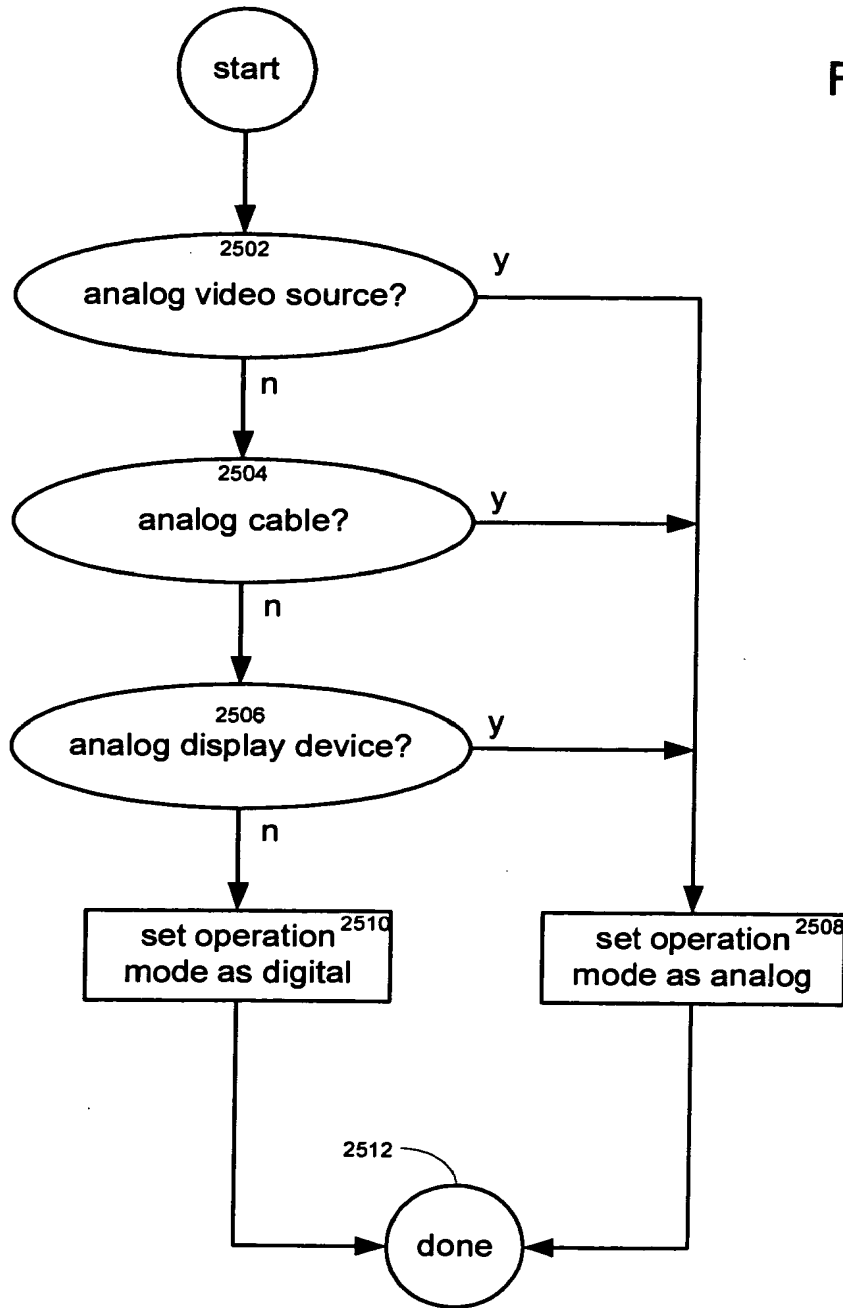 start
2502
analog video source?
y
n
2504
analog cable?
y
n
2506
analog display device?
y
n
set operation 2510
mode as digital
set operation 2508
mode as analog
2512
done